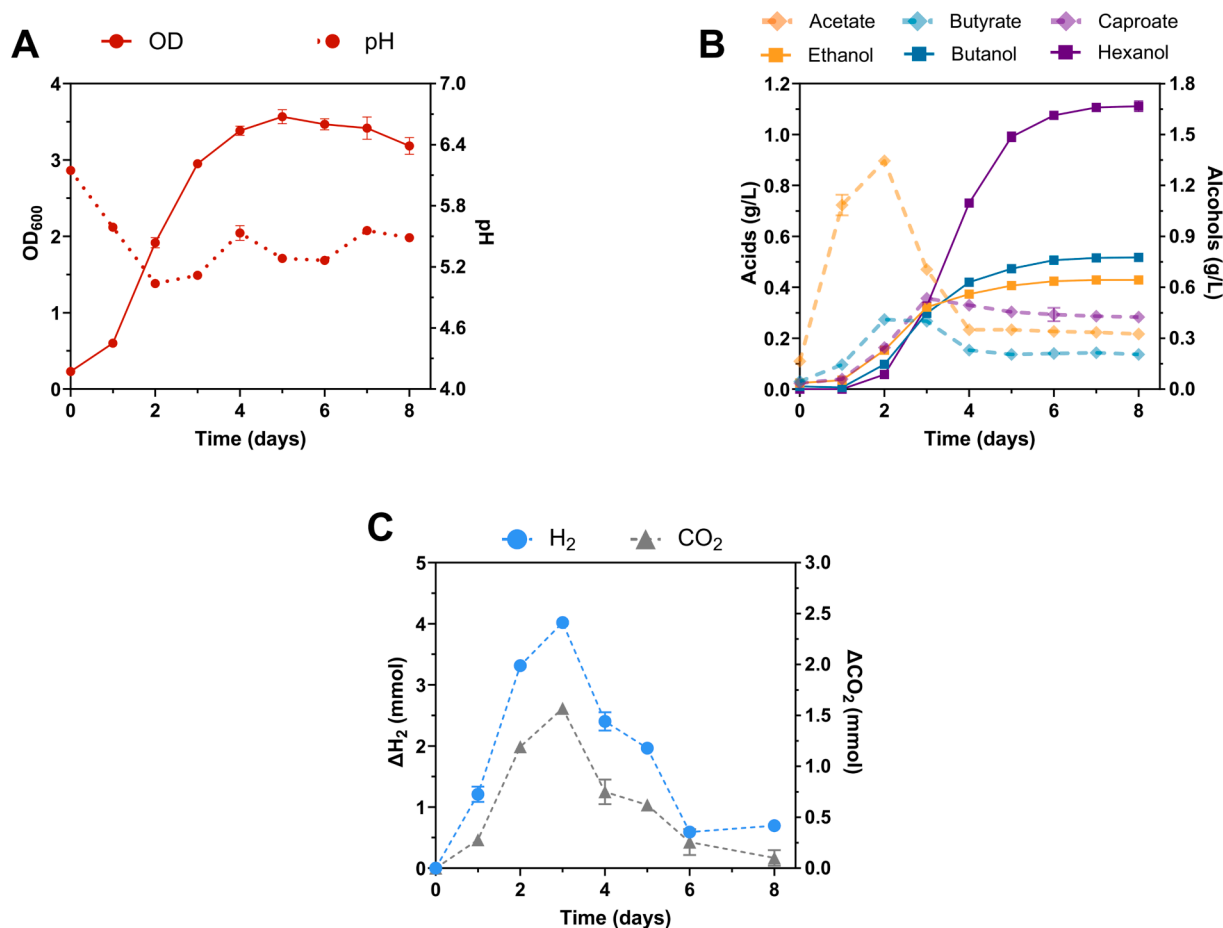 A
OD
pH
4
3
2
1
0
OD600
7.0
6.4
5.8
5.2
4.6
4.0
pH
0
2
4
6
8
Time (days)
B
Acetate
Butyrate
Caproate
Ethanol
Butanol
Hexanol
1.2
1.0
0.8
0.6
0.4
0.2
0.0
Acids (g/L)
1.8
1.5
1.2
0.9
0.6
0.3
0.0
Alcohols (g/L)
0
2
4
6
8
Time (days)
C
H2
CO2
5
4
3
2
1
0
ΔH2 (mmol)
3.0
2.5
2.0
1.5
1.0
0.5
0.0
ΔCO2 (mmol)
0
2
4
6
8
Time (days)